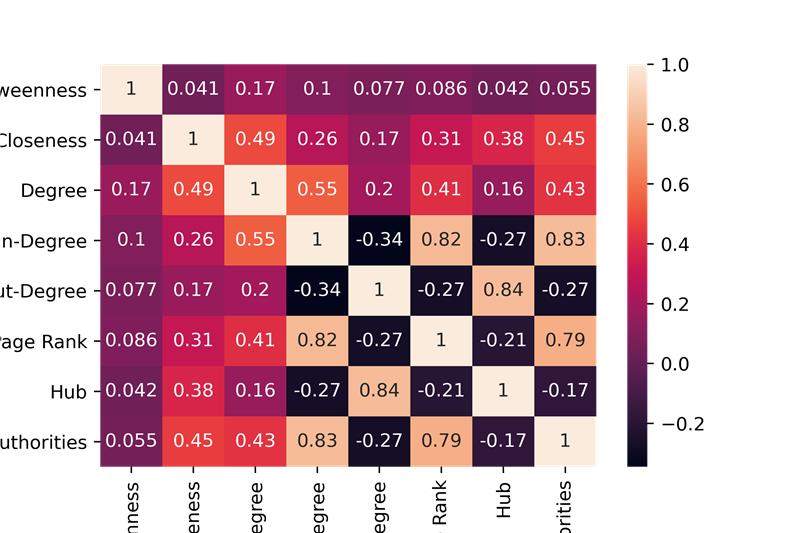 weenness 1 0.041 0.17 0.1 0.077 0.086 0.042 0.055
Closeness 0.041 1 0.49 0.26 0.17 0.31 0.38 0.45
Degree 0.17 0.49 1 0.55 0.2 0.41 0.16 0.43
n-Degree 0.1 0.26 0.55 1 -0.34 0.82 -0.27 0.83
ut-Degree 0.077 0.17 0.2 -0.34 1 -0.27 0.84 -0.27
Page Rank 0.086 0.31 0.41 0.82 -0.27 1 -0.21 0.79
Hub 0.042 0.38 0.16 -0.27 0.84 -0.21 1 -0.17
uthorities 0.055 0.45 0.43 0.83 -0.27 0.79 -0.17 1
nness eness egree egree egree Rank Hub orities
1.0
0.8
0.6
0.4
0.2
0.0
−0.2